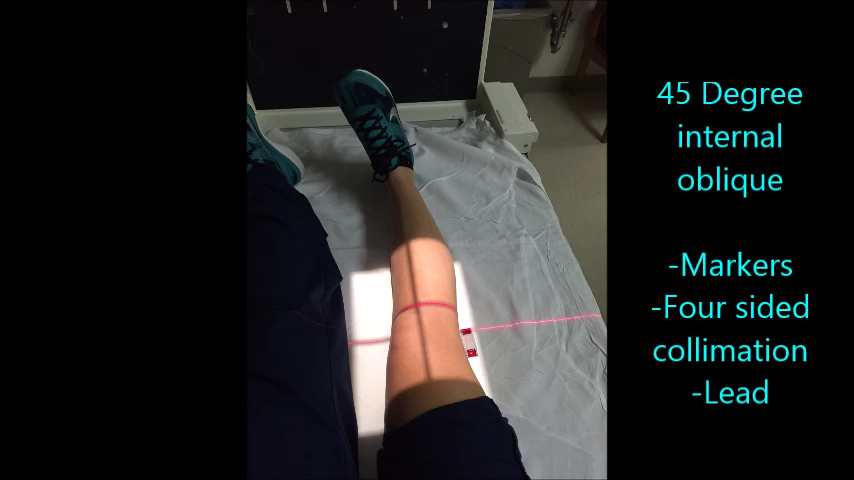 45 Degree
internal
oblique
-Markers
-Four sided
collimation
-Lead